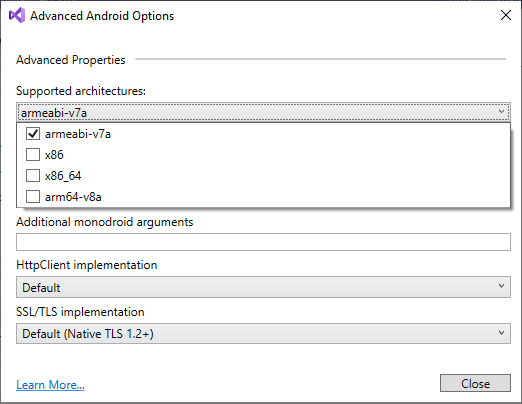 Advanced Android Options
Advanced Properties
Supported architectures:
armeabi-v7a
armeabi-v7a
x86
x86_64
arm64-v8a
Additional monodroid arguments
HttpClient implementation
Default
SSL/TLS implementation
Default (Native TLS 1.2+)
Learn More...
Close